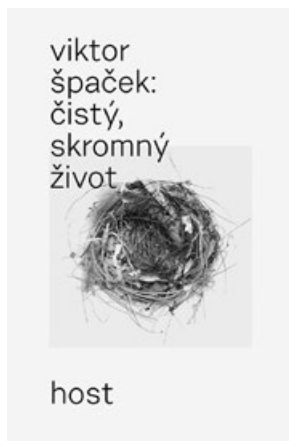 viktor
špaček:
čistý,
skromný
život
host